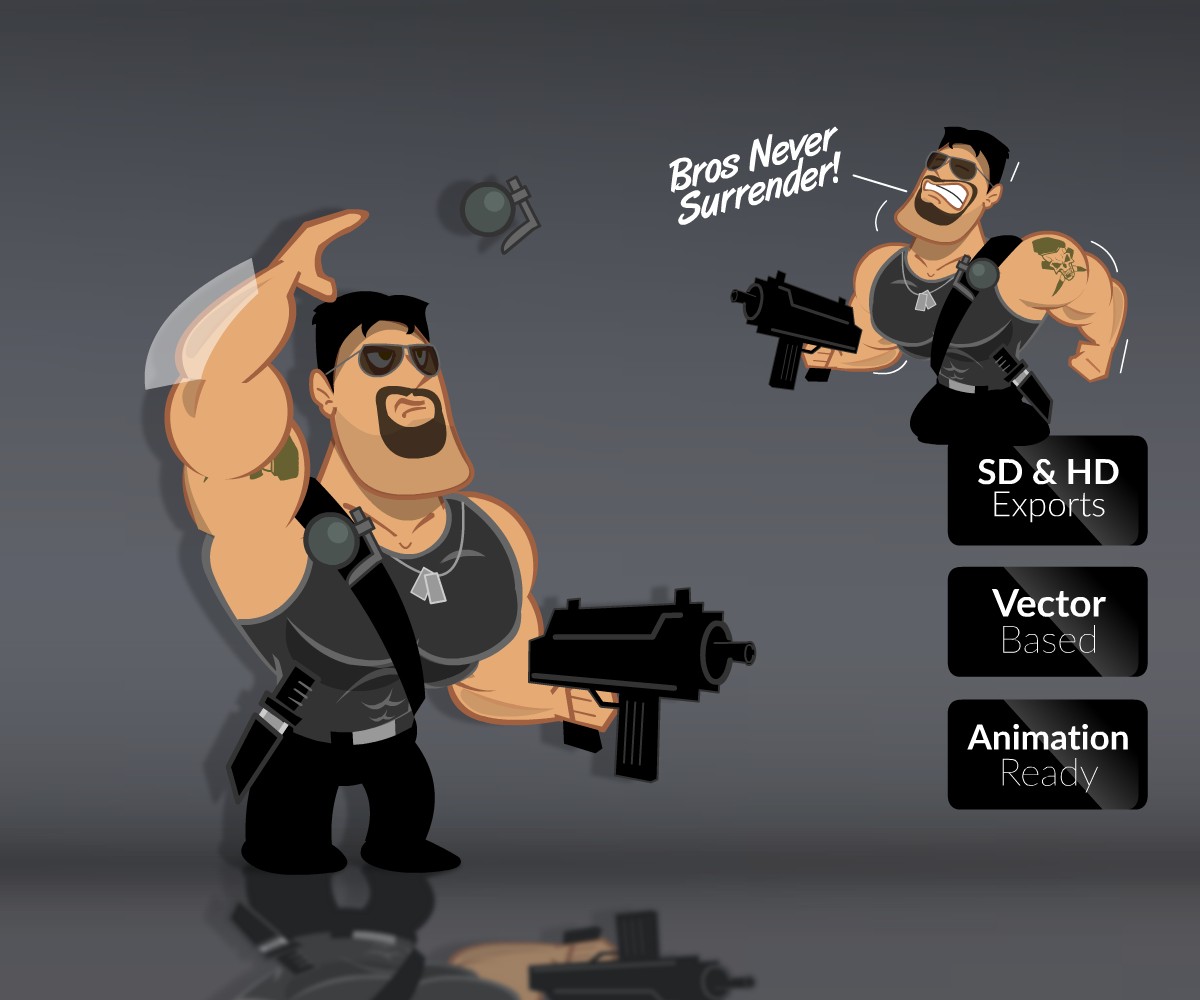 Bros Never
Surrender!
SD & HD
Exports
Vector
Based
Animation
Ready